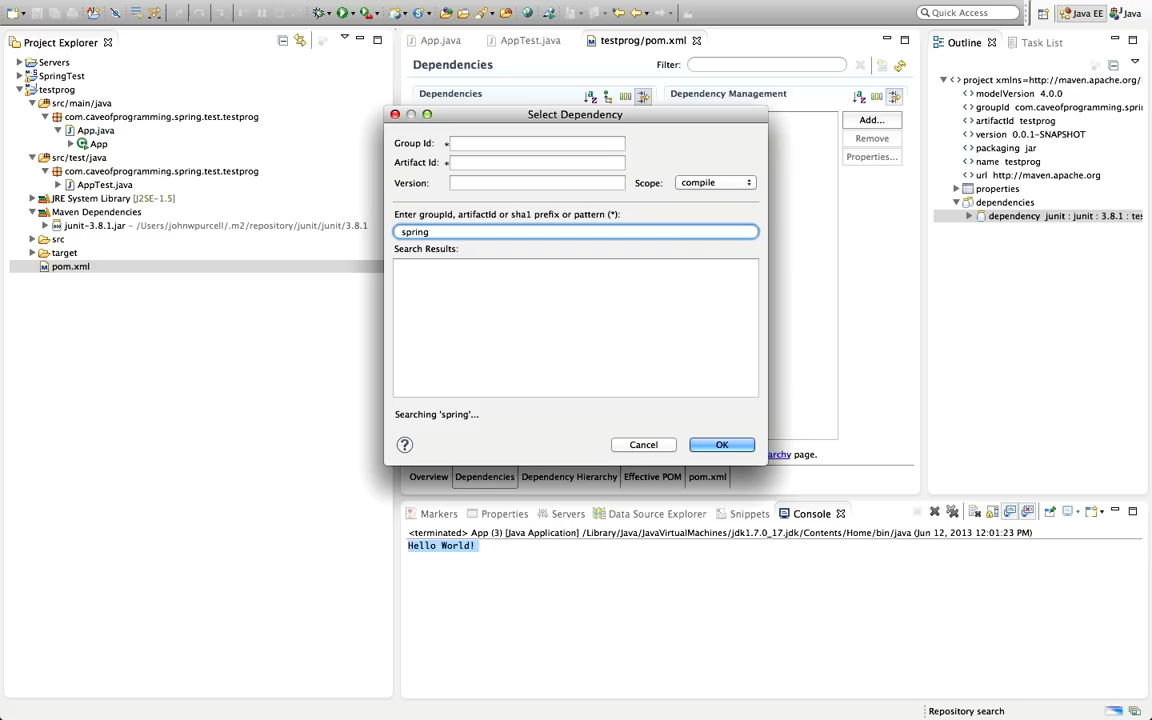 Quick Access
Java EE
Java
Project Explorer
Servers
SpringTest
testprog
src/main/java
com.caveofprogramming.spring.test.testprog
App.java
App
src/test/java
com.caveofprogramming.spring.test.testprog
AppTest.java
JRE System Library [J2SE-1.5]
Maven Dependencies
junit-3.8.1.jar - /Users/johnwpurcell/.m2/repository/junit/junit/3.8.1
src
target
pom.xml
App.java
AppTest.java
testprog/pom.xml
Dependencies
Filter:
Dependencies
Dependency Management
Add...
Remove
Properties...
Select Dependency
Group Id: *
Artifact Id: *
Version:
Scope: compile
Enter groupId, artifactId or sha1 prefix or pattern (*):
spring
Search Results:
Searching 'spring'...
Cancel
OK
archy page.
Overview
Dependencies
Dependency Hierarchy
Effective POM
pom.xml
Outline
Task List
project xmlns=http://maven.apache.org/
modelVersion 4.0.0
groupId com.caveofprogramming.sprin
artifactId testprog
version 0.0.1-SNAPSHOT
packaging jar
name testprog
url http://maven.apache.org
properties
dependencies
dependency junit : junit : 3.8.1 : tes
Markers
Properties
Servers
Data Source Explorer
Snippets
Console
<terminated> App (3) [Java Application] /Library/Java/JavaVirtualMachines/jdk1.7.0_17.jdk/Contents/Home/bin/java (Jun 12, 2013 12:01:23 PM)
Hello World!
Repository search